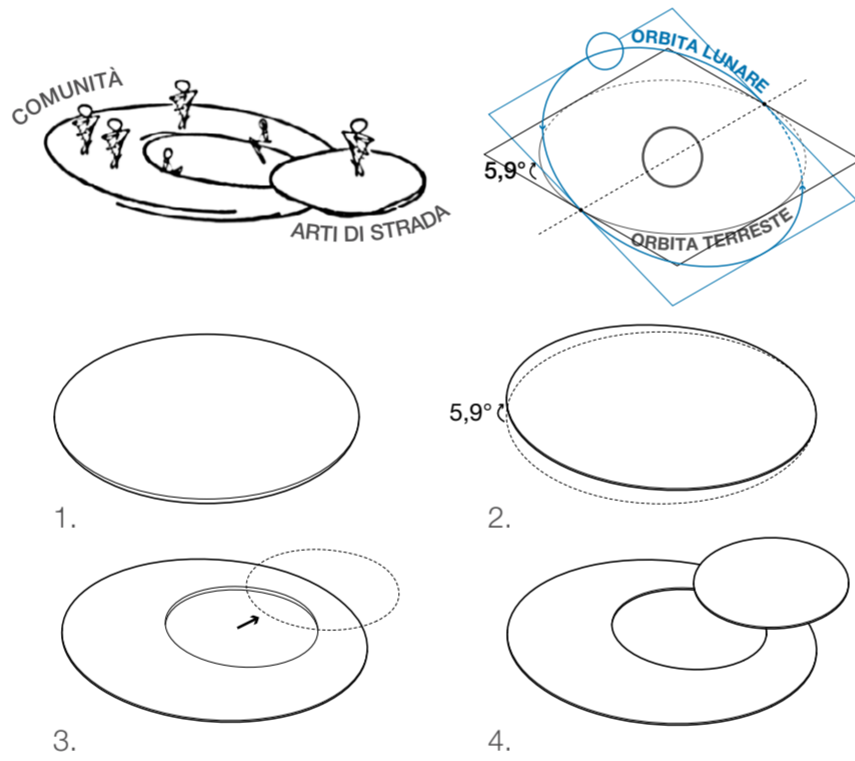 COMUNITÀ
ARTI DI STRADA
ORBITA LUNARE
5,9°
ORBITA TERRESTE
1.
5,9°
2.
3.
4.